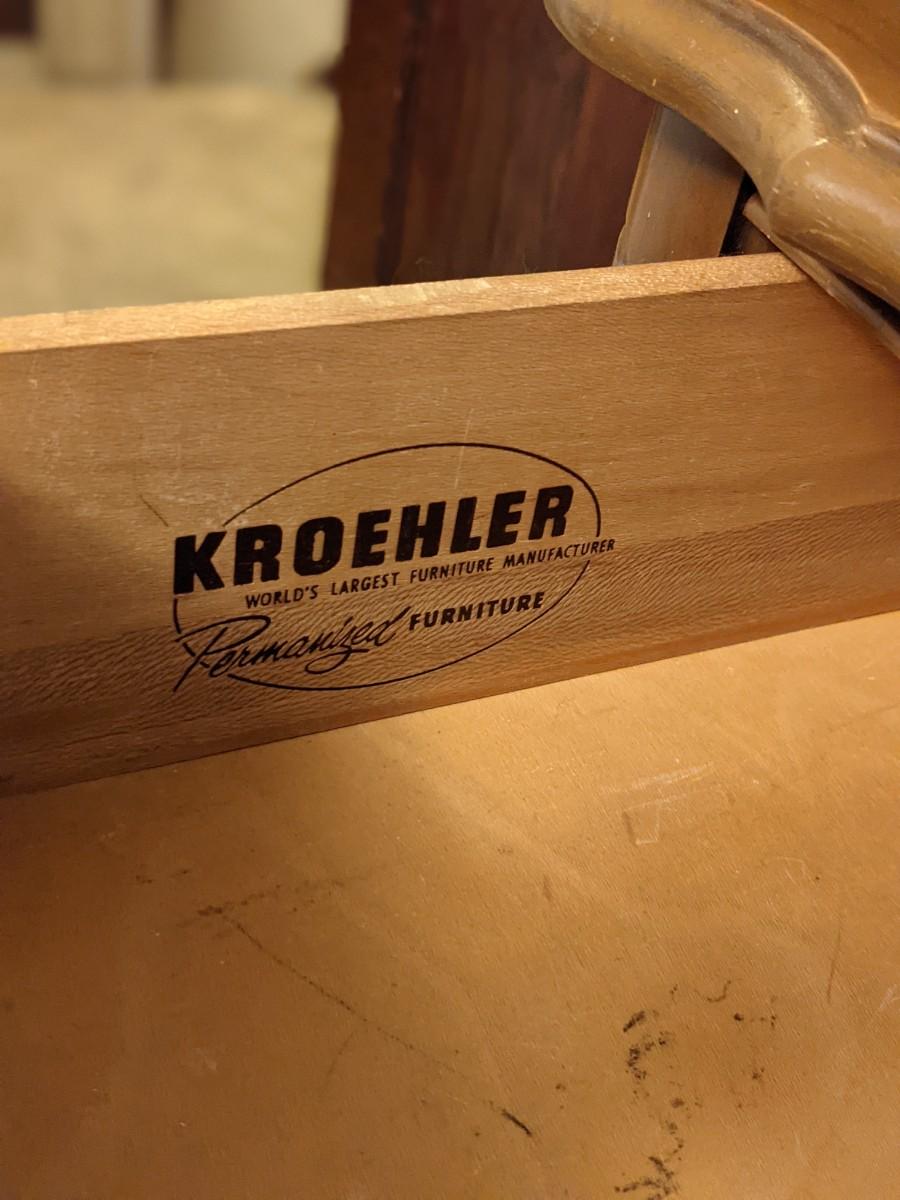 KROEHLER
WORLD'S LARGEST FURNITURE MANUFACTURER
Permanized FURNITURE